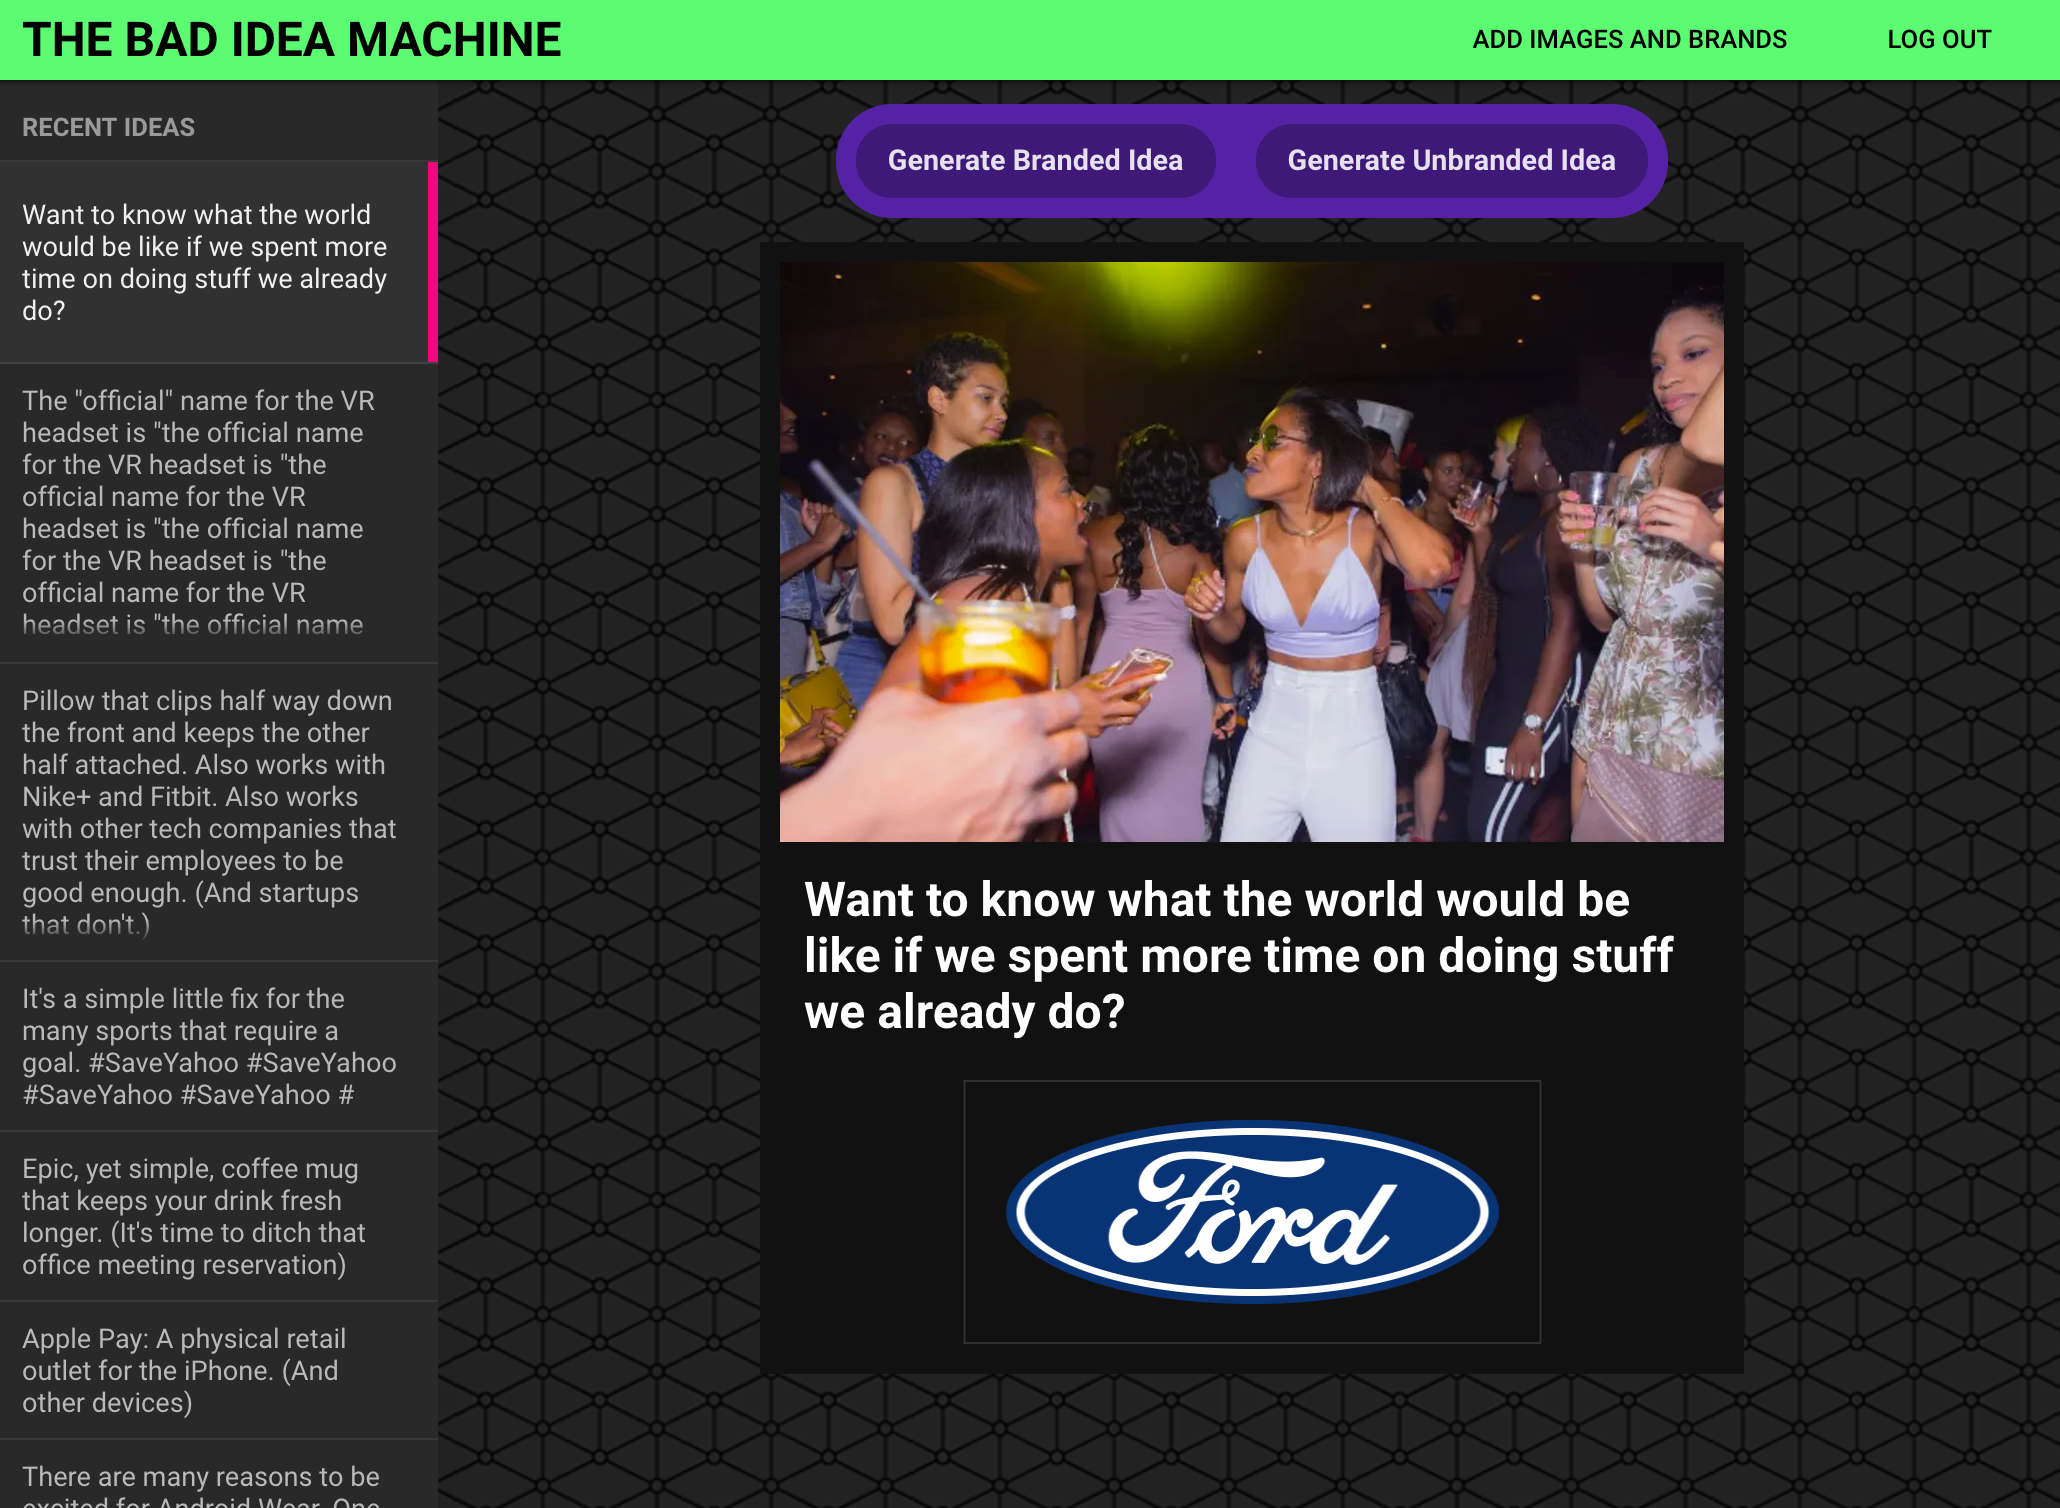 THE BAD IDEA MACHINE
ADD IMAGES AND BRANDS
LOG OUT
RECENT IDEAS
Want to know what the world
would be like if we spent more
time on doing stuff we already
do?
The "official" name for the VR
headset is "the official name
for the VR headset is "the
official name for the VR
headset is "the official name
for the VR headset is "the
official name for the VR
headset is "the official name
Pillow that clips half way down
the front and keeps the other
half attached. Also works with
Nike+ and Fitbit. Also works
with other tech companies that
trust their employees to be
good enough. (And startups
that don't.)
It's a simple little fix for the
many sports that require a
goal. #SaveYahoo #SaveYahoo
#SaveYahoo #SaveYahoo #
Epic, yet simple, coffee mug
that keeps your drink fresh
longer. (It's time to ditch that
office meeting reservation)
Apple Pay: A physical retail
outlet for the iPhone. (And
other devices)
There are many reasons to be
excited for Android Wear. One
Generate Branded Idea
Generate Unbranded Idea
Want to know what the world would be
like if we spent more time on doing stuff
we already do?
Ford